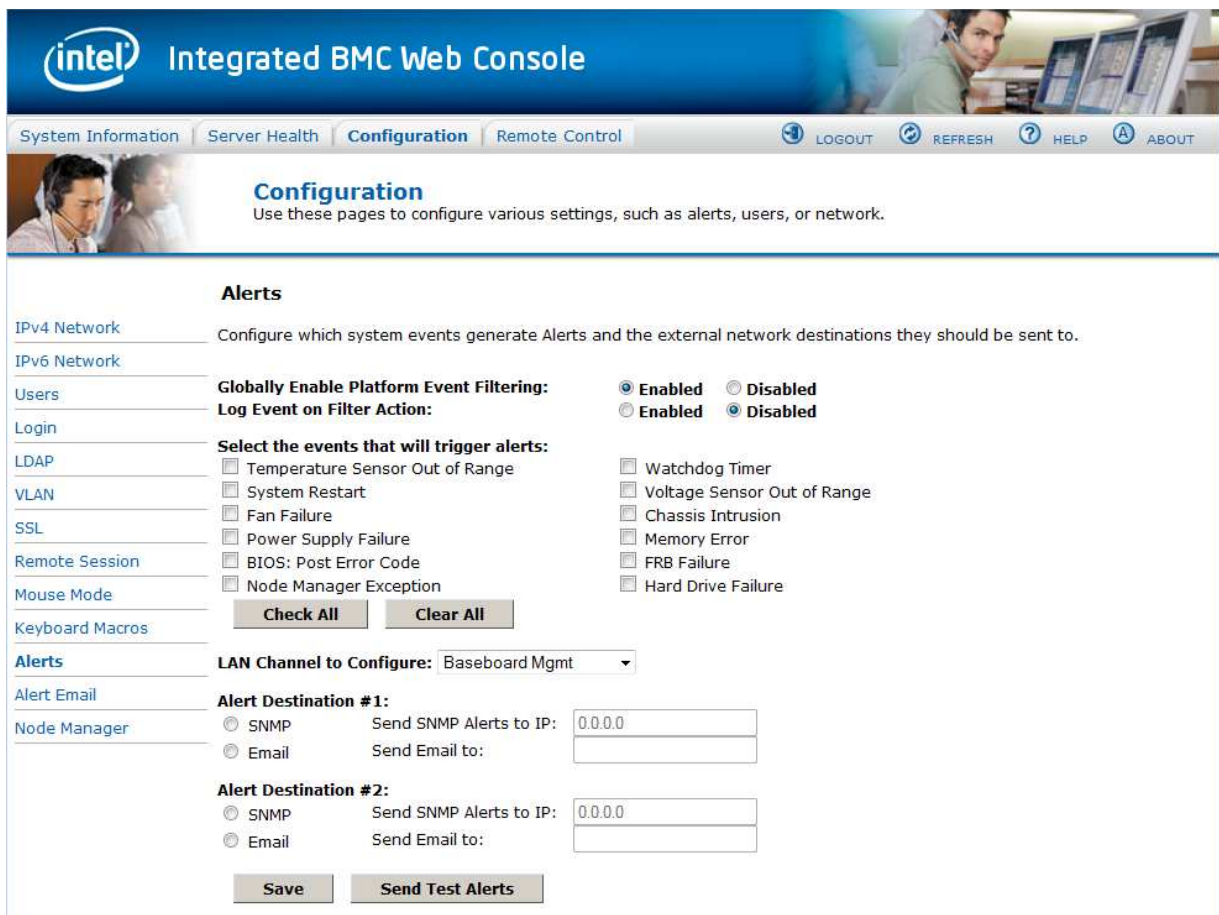 intel Integrated BMC Web Console
System Information Server Health Configuration Remote Control LOGOUT REFRESH HELP ABOUT
Configuration
Use these pages to configure various settings, such as alerts, users, or network.
IPv4 Network
IPv6 Network
Users
Login
LDAP
VLAN
SSL
Remote Session
Mouse Mode
Keyboard Macros
Alerts
Alert Email
Node Manager
Alerts
Configure which system events generate Alerts and the external network destinations they should be sent to.
Globally Enable Platform Event Filtering: Enabled Disabled
Log Event on Filter Action: Enabled Disabled
Select the events that will trigger alerts:
Temperature Sensor Out of Range Watchdog Timer
System Restart Voltage Sensor Out of Range
Fan Failure Chassis Intrusion
Power Supply Failure Memory Error
BIOS: Post Error Code FRB Failure
Node Manager Exception Hard Drive Failure
Check All Clear All
LAN Channel to Configure: Baseboard Mgmt
Alert Destination #1:
SNMP Send SNMP Alerts to IP: 0.0.0.0
Email Send Email to:
Alert Destination #2:
SNMP Send SNMP Alerts to IP: 0.0.0.0
Email Send Email to:
Save Send Test Alerts